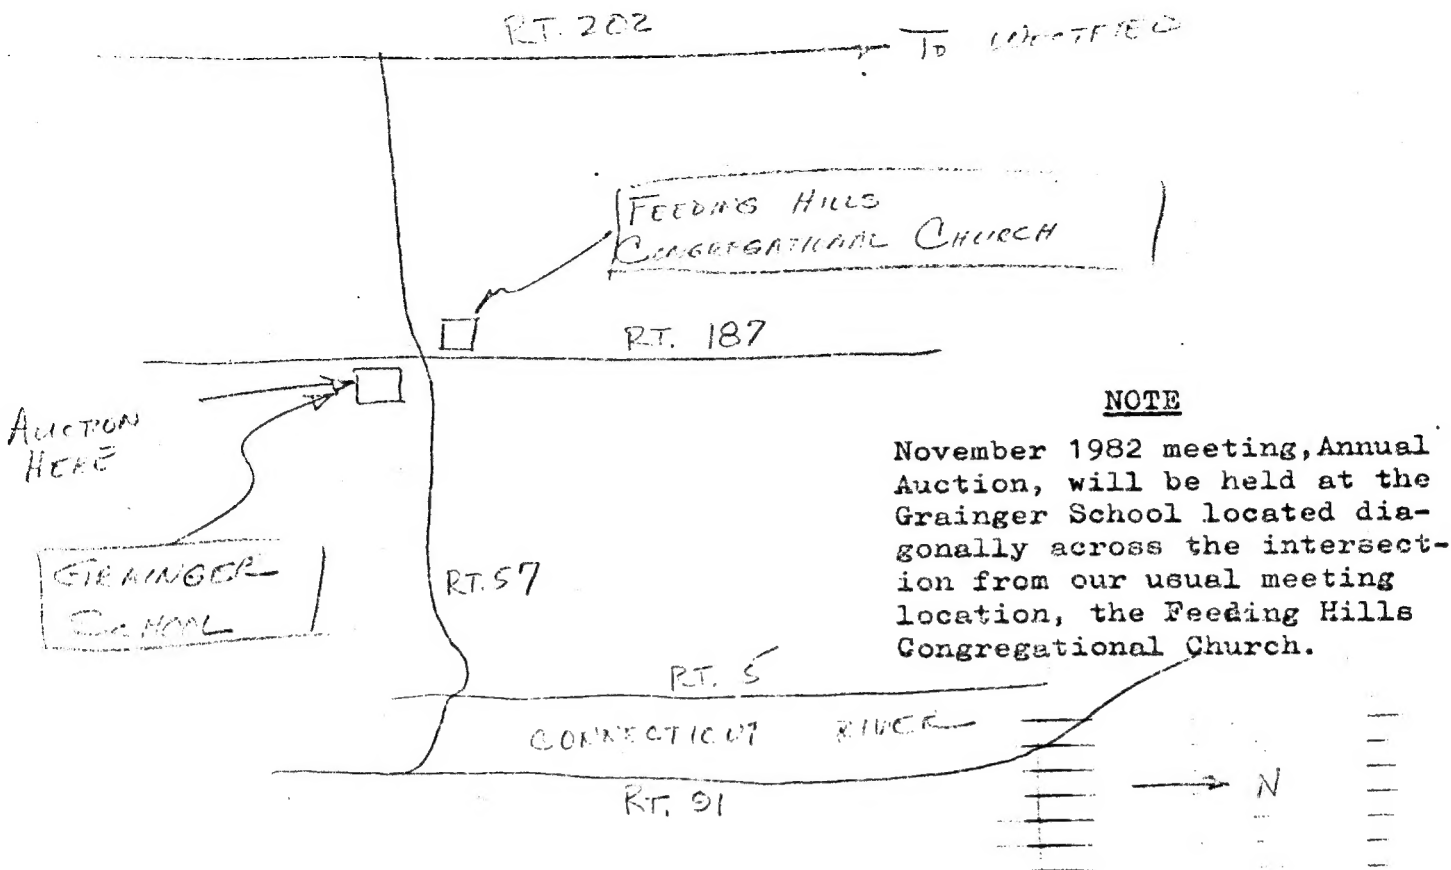 RT. 202
TO WESTFIELD
FEEDING HILLS
CONGREGATIONAL CHURCH
RT. 187
AUCTION
HERE
NOTE
November 1982 meeting, Annual
Auction, will be held at the
Grainger School located dia-
gonally across the intersect-
ion from our usual meeting
location, the Feeding Hills
Congregational Church.
GRAINGER
SCHOOL
RT. 57
RT. 5
CONNECTICUT RIVER
RT. 91
N